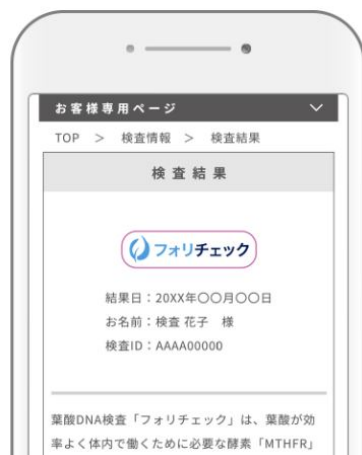 お客様専用ページ
TOP > 検査情報 > 検査結果
検査結果
フォリチェック
結果日：20XX年〇〇月〇〇日
お名前：検査 花子 様
検査ID：AAAA00000
葉酸DNA検査「フォリチェック」は、葉酸が効
率よく体内で働くために必要な酵素「MTHFR」